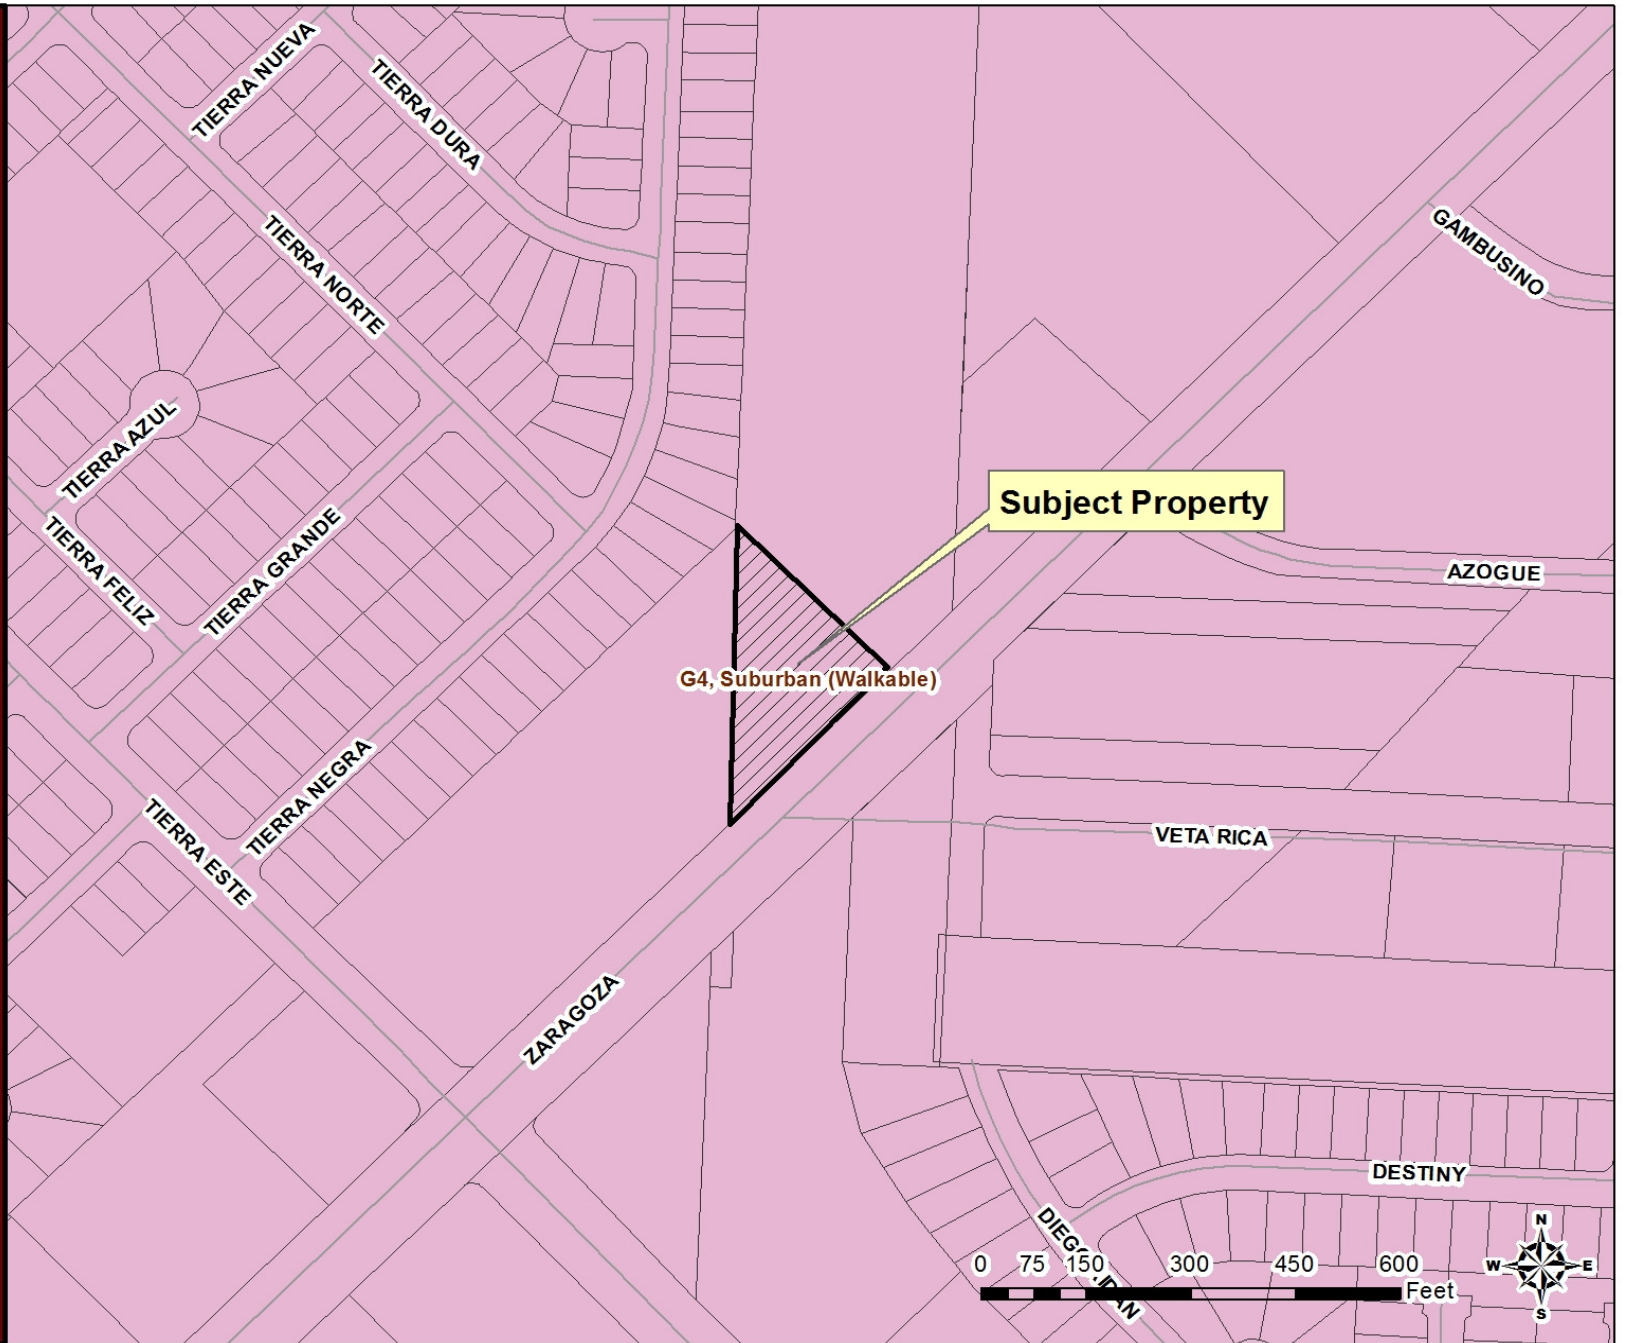 TIERRA NUEVA
TIERRA DURA
TIERRA NORTE
GAMBUSINO
TIERRA AZUL
Subject Property
TIERRA FELIZ
TIERRA GRANDE
AZOGUE
G4, Suburban (Walkable)
TIERRA NEGRA
TIERRA ESTE
VETA RICA
ZARAGOZA
DESTINY
DIEGO
N
W
E
S
0 75 150 300 450 600
Feet